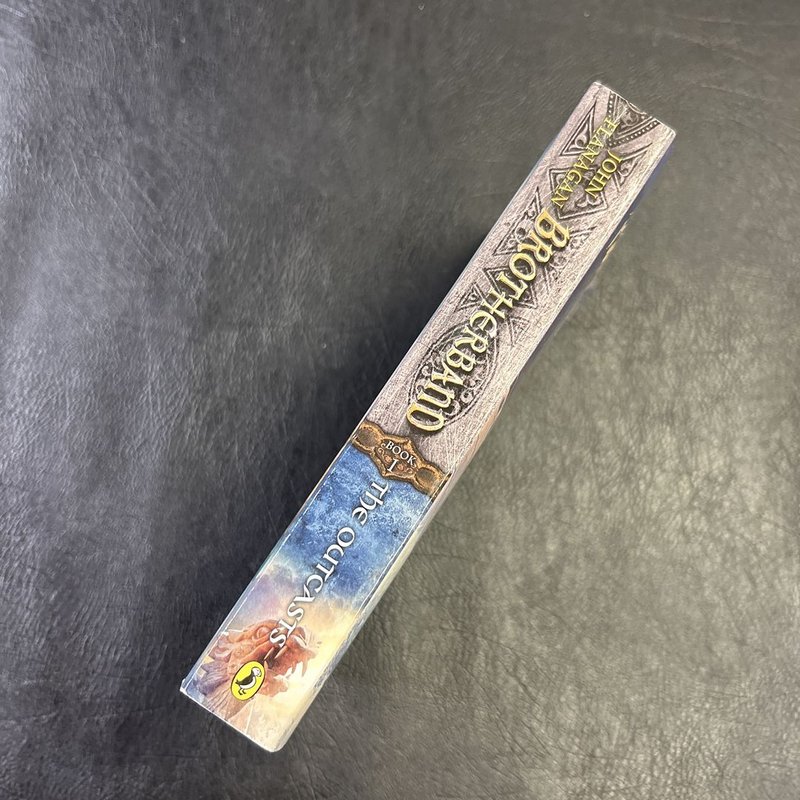 JOHN
FLANAGAN
BROTHERBAND
BOOK
1
The OUTCASTS